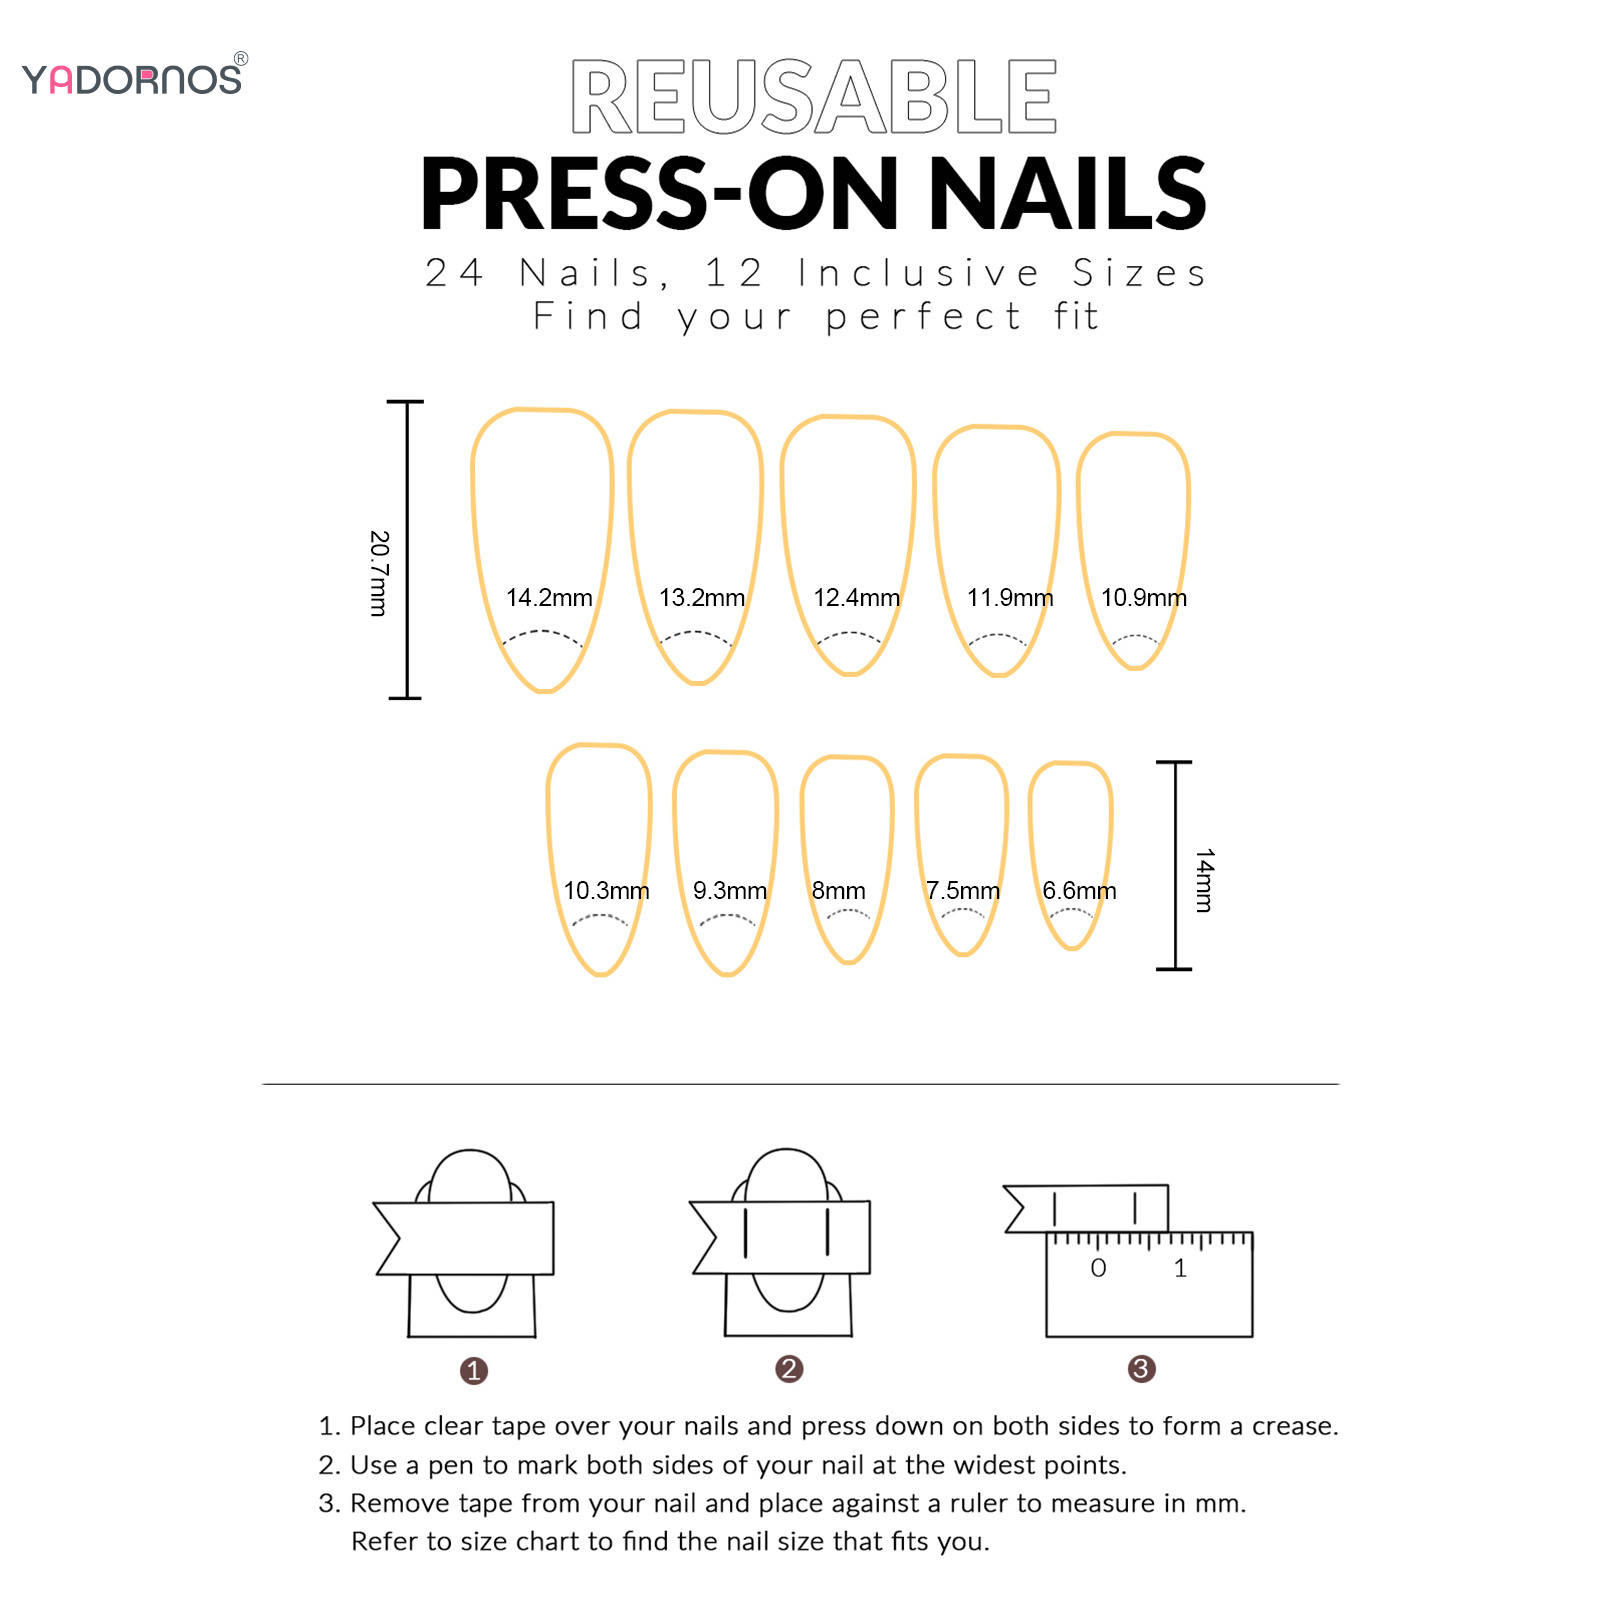 YADORNOS®
REUSABLE
PRESS-ON NAILS
24 Nails, 12 Inclusive Sizes
Find your perfect fit
20.7mm
14.2mm 13.2mm 12.4mm 11.9mm 10.9mm
10.3mm 9.3mm 8mm 7.5mm 6.6mm
14mm
0 1
1 2 3
1. Place clear tape over your nails and press down on both sides to form a crease.
2. Use a pen to mark both sides of your nail at the widest points.
3. Remove tape from your nail and place against a ruler to measure in mm.
Refer to size chart to find the nail size that fits you.